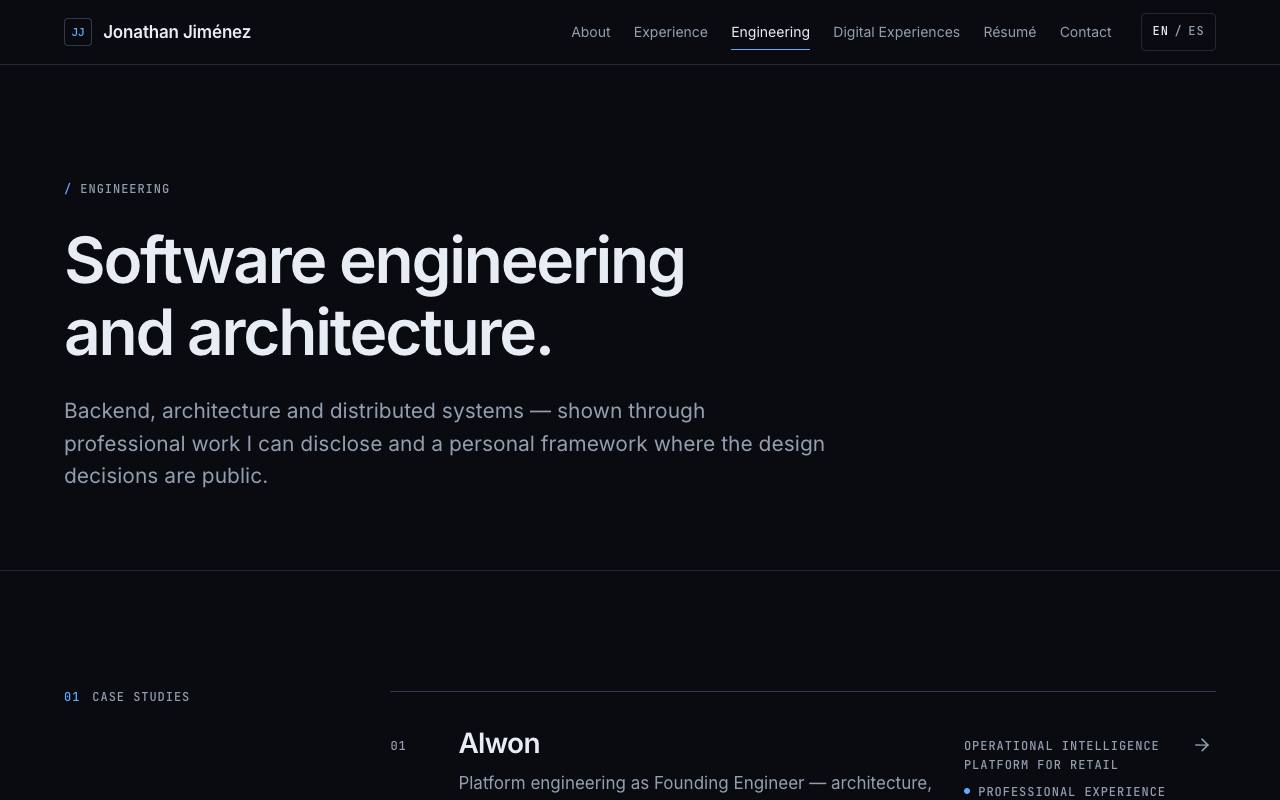 JJ Jonathan Jiménez
About Experience Engineering Digital Experiences Résumé Contact EN / ES
/ ENGINEERING
Software engineering
and architecture.
Backend, architecture and distributed systems — shown through
professional work I can disclose and a personal framework where the design
decisions are public.
01 CASE STUDIES
01
Alwon
Platform engineering as Founding Engineer — architecture,
OPERATIONAL INTELLIGENCE
PLATFORM FOR RETAIL
PROFESSIONAL EXPERIENCE